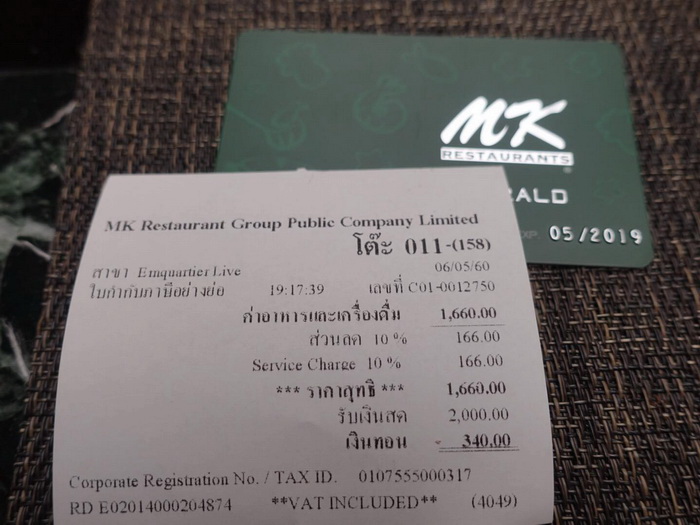 MK
RESTAURANTS
RALD
EXP. 05/2019
MK Restaurant Group Public Company Limited
โต๊ะ 011-(158)
สาขา Emquartier Live 06/05/60
ใบกำกับภาษีอย่างย่อ 19:17:39 เลขที่ C01-0012750
ค่าอาหารและเครื่องดื่ม 1,660.00
ส่วนลด 10 % 166.00
Service Charge 10 % 166.00
*** ราคาสุทธิ *** 1,660.00
รับเงินสด 2,000.00
เงินทอน 340.00
Corporate Registration No. / TAX ID. 0107555000317
RD E02014000204874 **VAT INCLUDED** (4049)